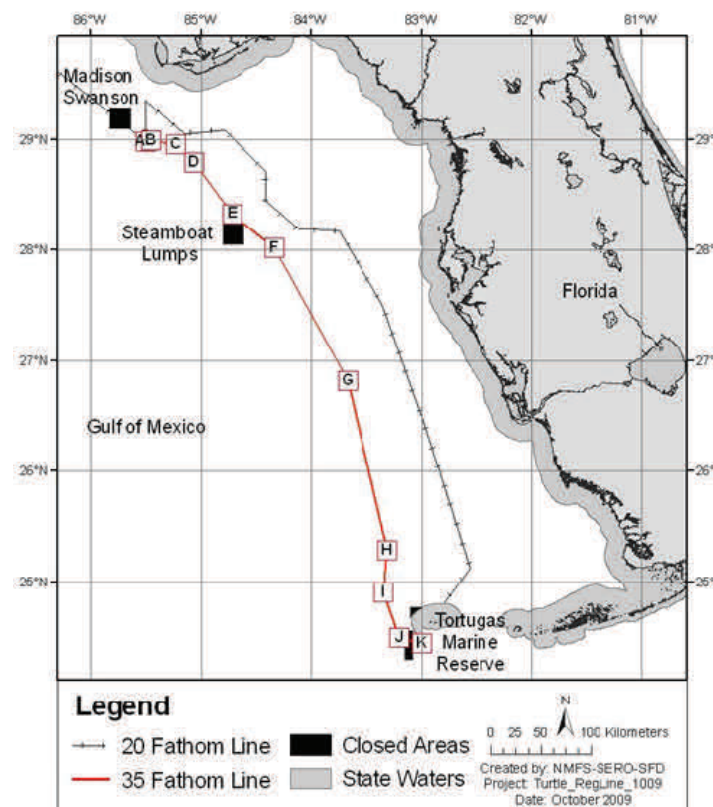 86°W 85°W 84°W 83°W 82°W 81°W
Madison
Swanson
29°N 29°N
A B C
D
E
Steamboat
Lumps
F
28°N 28°N
Florida
27°N 27°N
G
Gulf of Mexico
26°N 26°N
H
25°N 25°N
I
J K
Tortugas
Marine
Reserve
Legend
20 Fathom Line
Closed Areas
35 Fathom Line
State Waters
N
0 25 50 100 Kilometers
Created by: NMFS-SERO-SFD
Project: Turtle_RegLine_1009
Date: October 2009